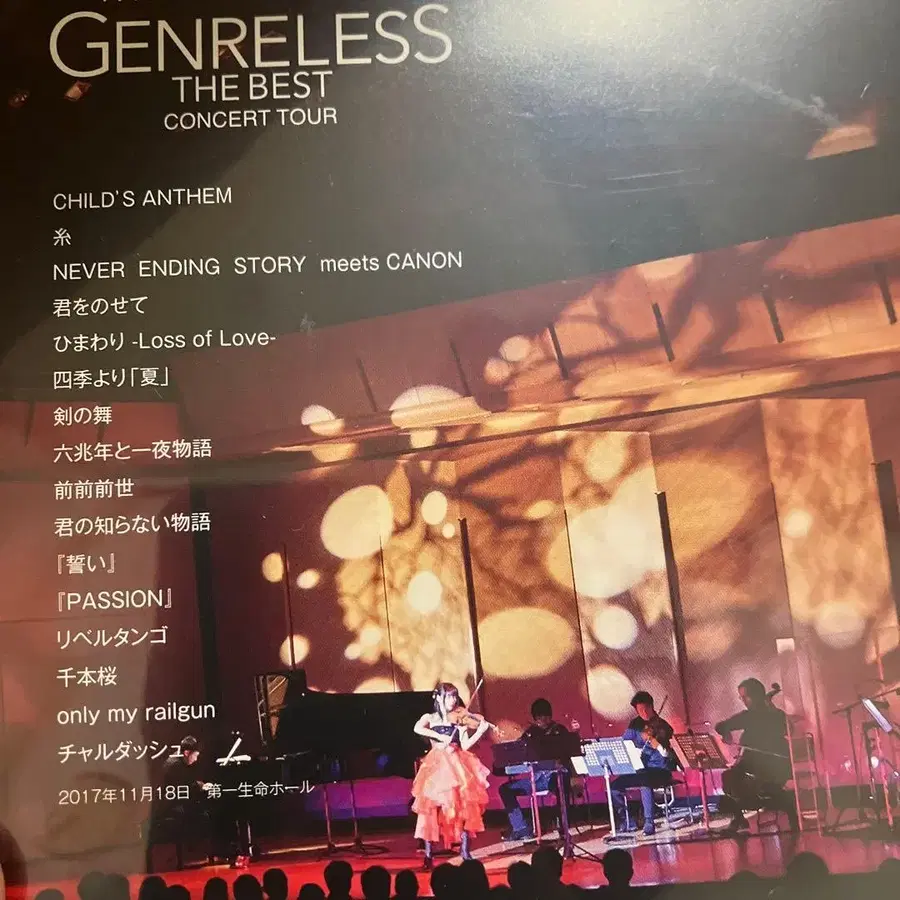 GENRELESS
THE BEST
CONCERT TOUR
CHILD'S ANTHEM
糸
NEVER ENDING STORY meets CANON
君をのせて
ひまわり -Loss of Love-
四季より「夏」
剣の舞
六兆年と一夜物語
前前前世
君の知らない物語
『誓い』
『PASSION』
リベルタンゴ
千本桜
only my railgun
チャルダッシュ
2017年11月18日 第一生命ホール